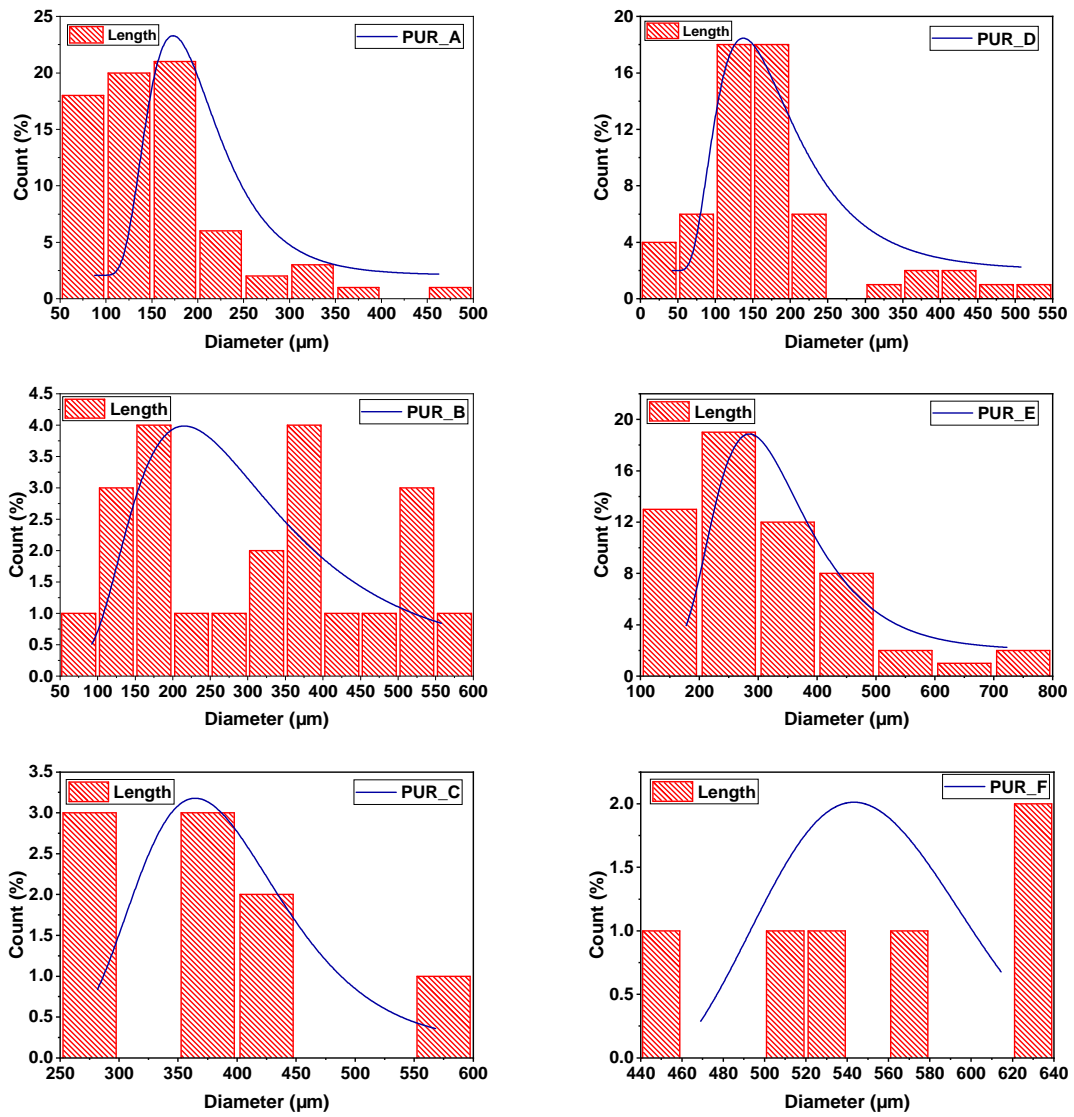 Length
PUR_A
25
20
15
10
5
0
Count (%)
50 100 150 200 250 300 350 400 450 500
Diameter (µm)
Length
PUR_D
20
16
12
8
4
0
Count (%)
0 50 100 150 200 250 300 350 400 450 500 550
Diameter (µm)
Length
PUR_B
4.5
4.0
3.5
3.0
2.5
2.0
1.5
1.0
0.5
0.0
Count (%)
50 100 150 200 250 300 350 400 450 500 550 600
Diameter (µm)
Length
PUR_E
20
16
12
8
4
0
Count (%)
100 200 300 400 500 600 700 800
Diameter (µm)
Length
PUR_C
3.5
3.0
2.5
2.0
1.5
1.0
0.5
0.0
Count (%)
250 300 350 400 450 500 550 600
Diameter (µm)
Length
PUR_F
2.0
1.5
1.0
0.5
0.0
Count (%)
440 460 480 500 520 540 560 580 600 620 640
Diameter (µm)